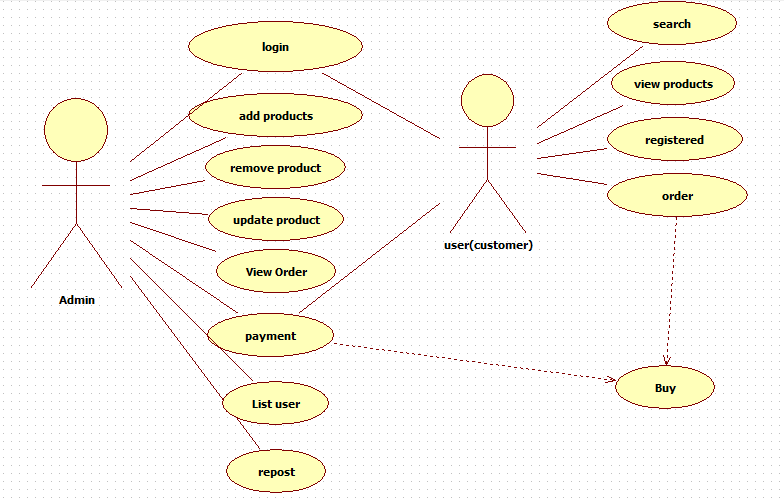 search
login
view products
add products
registered
remove product
order
update product
user(customer)
View Order
Admin
payment
Buy
List user
repost